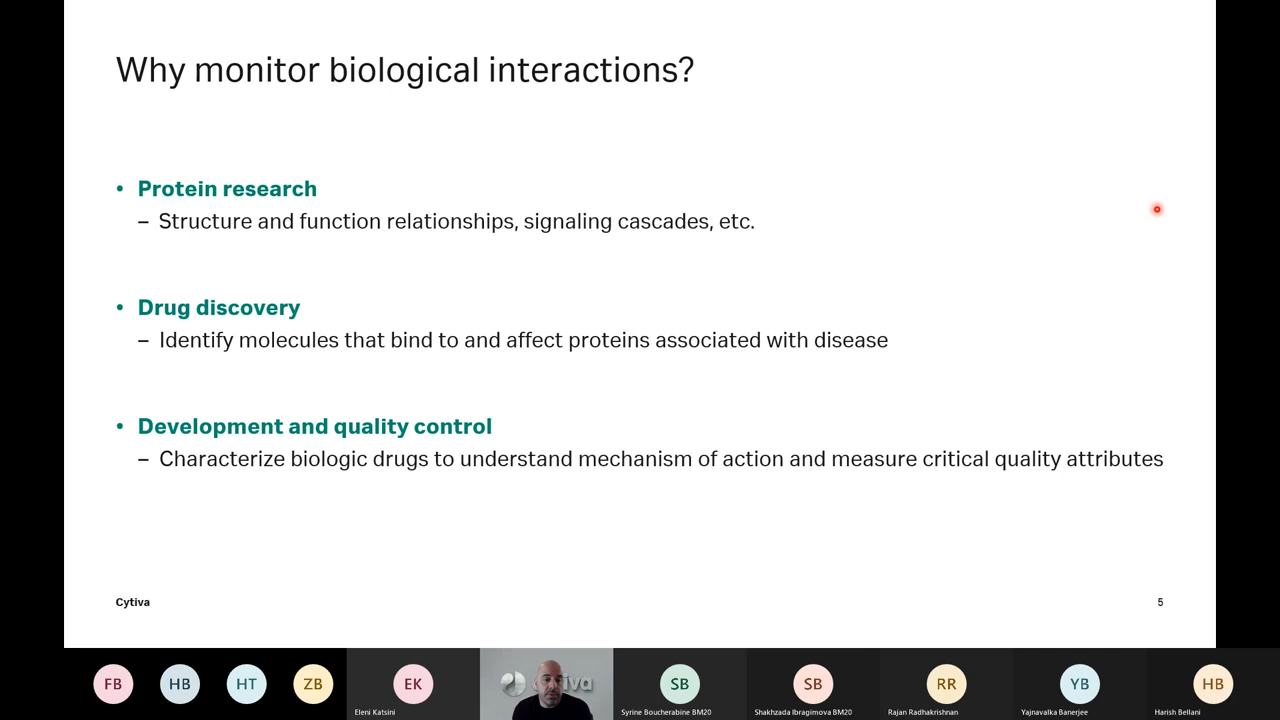 Why monitor biological interactions?
• Protein research
– Structure and function relationships, signaling cascades, etc.
• Drug discovery
– Identify molecules that bind to and affect proteins associated with disease
• Development and quality control
– Characterize biologic drugs to understand mechanism of action and measure critical quality attributes
Cytiva
5
FB HB HT ZB EK SB SB RR YB HB
Eleni Katsini Syrine Boucherabine BM20 Shakhzada Ibragimova BM20 Rajan Radhakrishnan Yajnavalka Banerjee Harish Bellani